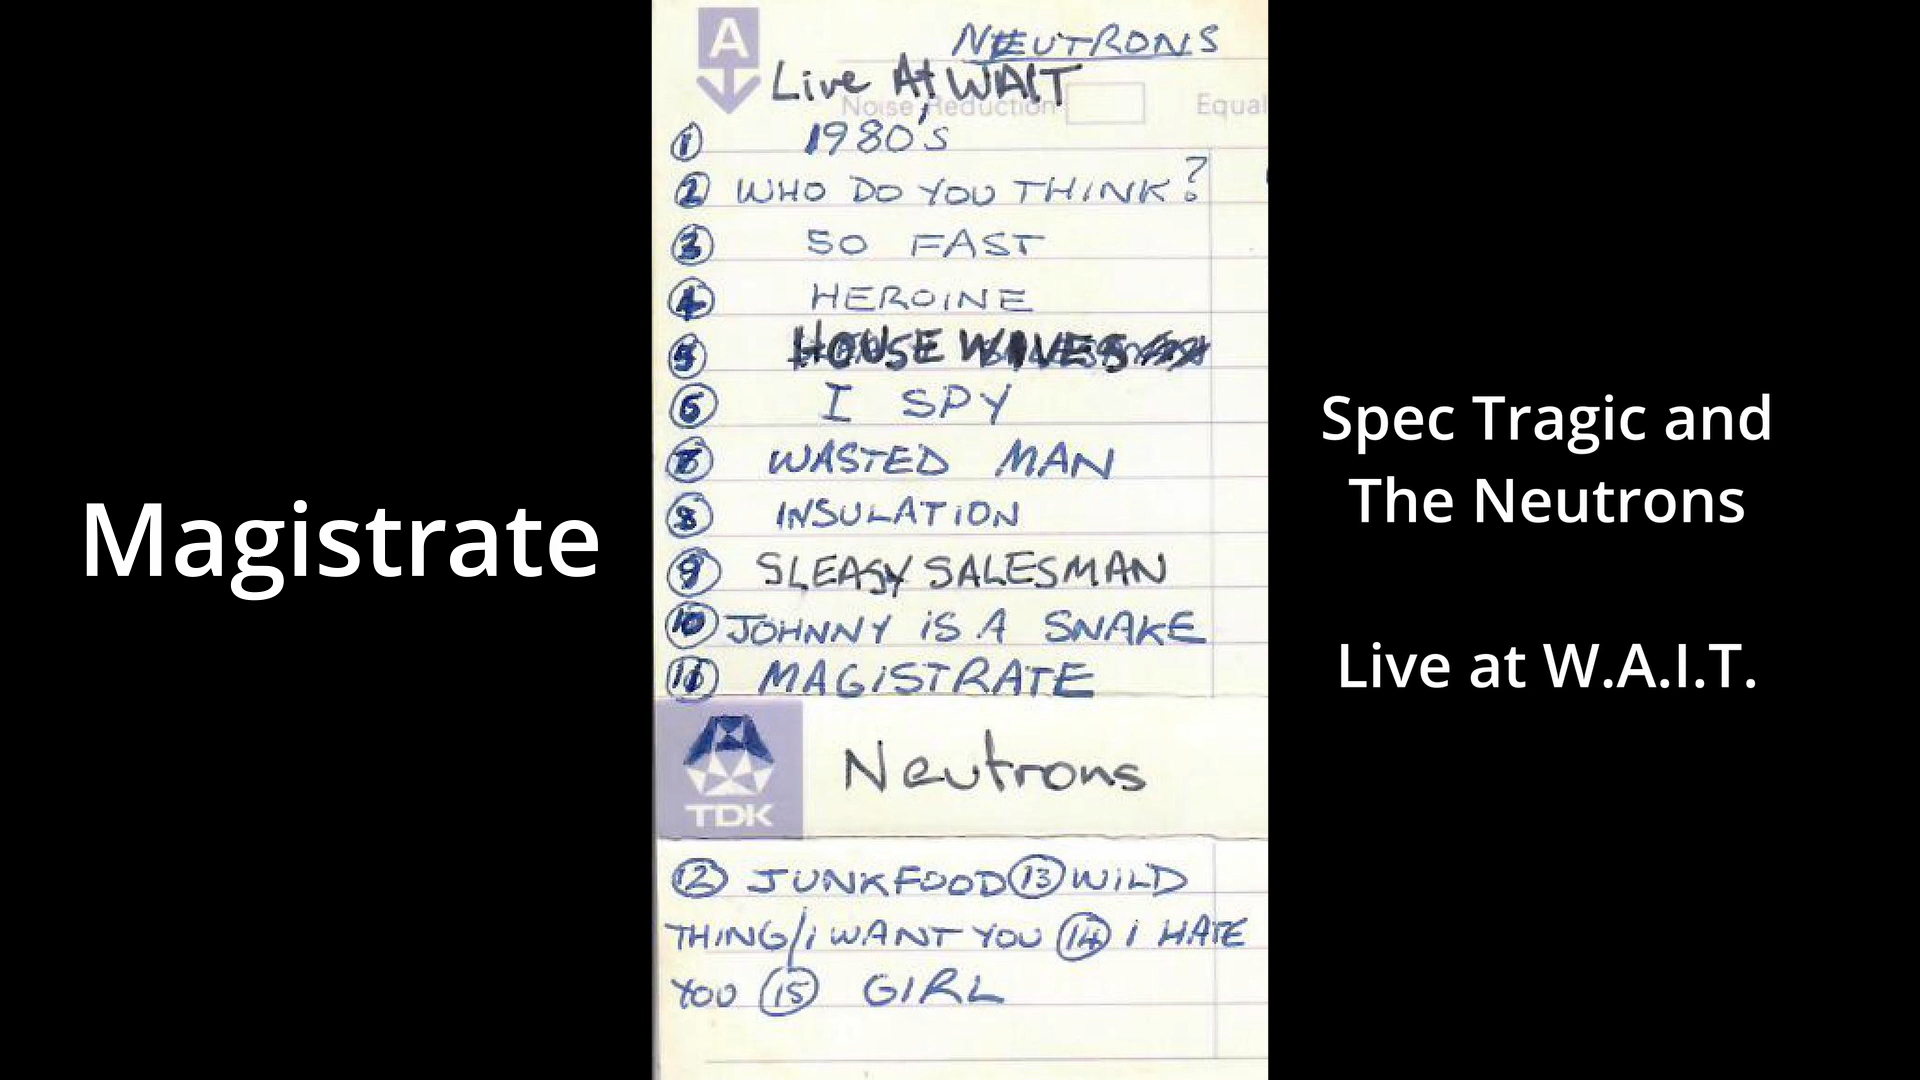 Magistrate
A
NEUTRONS
Live At WAIT
Noise Reduction Equal
1 1980's
2 WHO DO YOU THINK?
3 SO FAST
4 HEROINE
5 HOUSE WIVES
6 I SPY
7 WASTED MAN
8 INSULATION
9 SLEASY SALESMAN
10 JOHNNY IS A SNAKE
11 MAGISTRATE
TDK
Neutrons
12 JUNKFOOD 13 WILD
THING/I WANT YOU 14 I HATE
YOU 15 GIRL
Spec Tragic and
The Neutrons
Live at W.A.I.T.